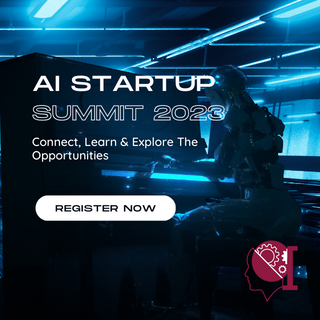 AI STARTUP
SUMMIT 2023
Connect, Learn & Explore The
Opportunities
REGISTER NOW